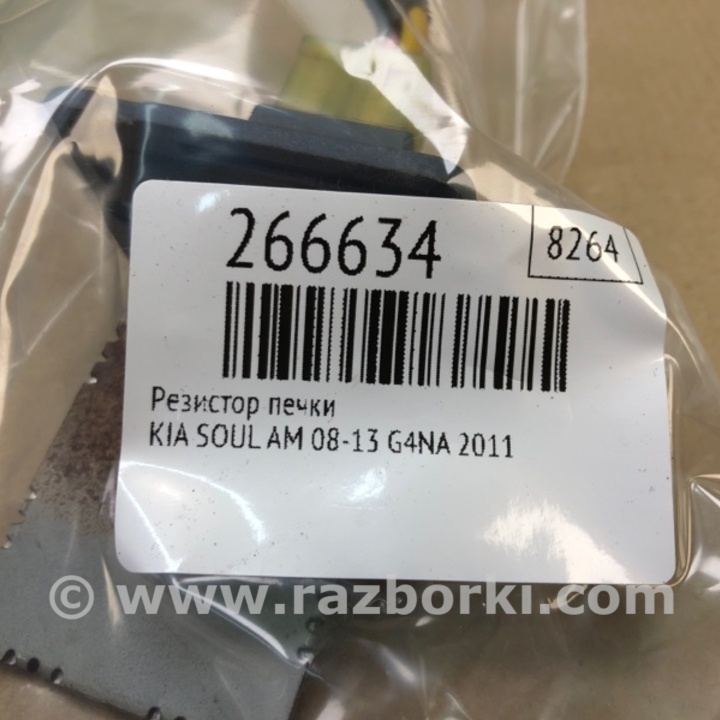 266634
8264
Резистор печки
KIA SOUL AM 08-13 G4NA 2011
© www.razborki.com